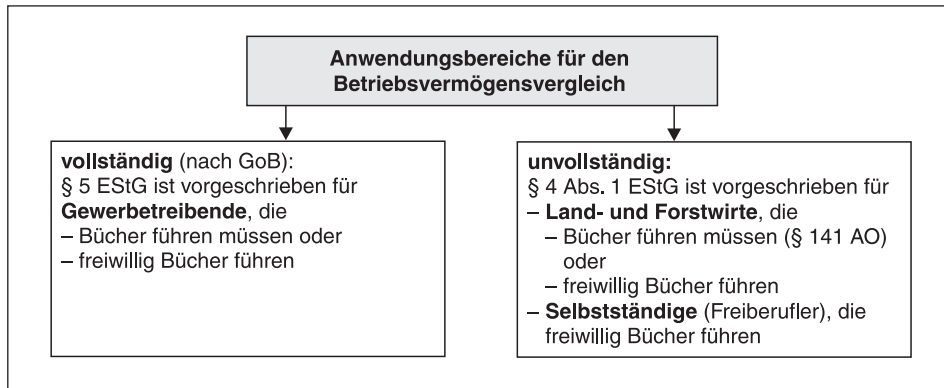 Anwendungsbereiche für den
Betriebsvermögensvergleich
vollständig (nach GoB):
§ 5 EStG ist vorgeschrieben für
Gewerbetreibende, die
– Bücher führen müssen oder
– freiwillig Bücher führen
unvollständig:
§ 4 Abs. 1 EStG ist vorgeschrieben für
– Land- und Forstwirte, die
– Bücher führen müssen (§ 141 AO)
oder
– freiwillig Bücher führen
– Selbstständige (Freiberufler), die
freiwillig Bücher führen